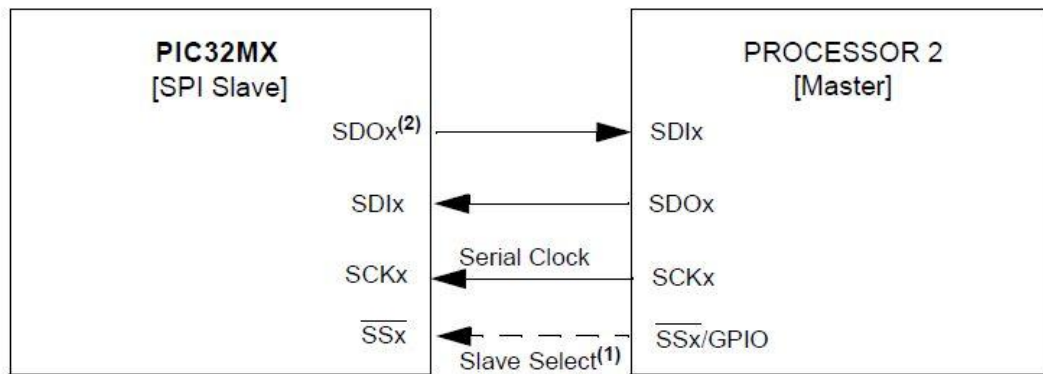 PIC32MX PROCESSOR 2
[SPI Slave] [Master]
SDOx(2) SDIx
SDIx SDOx
Serial Clock
SCKx SCKx
SSx SSx/GPIO
Slave Select(1)